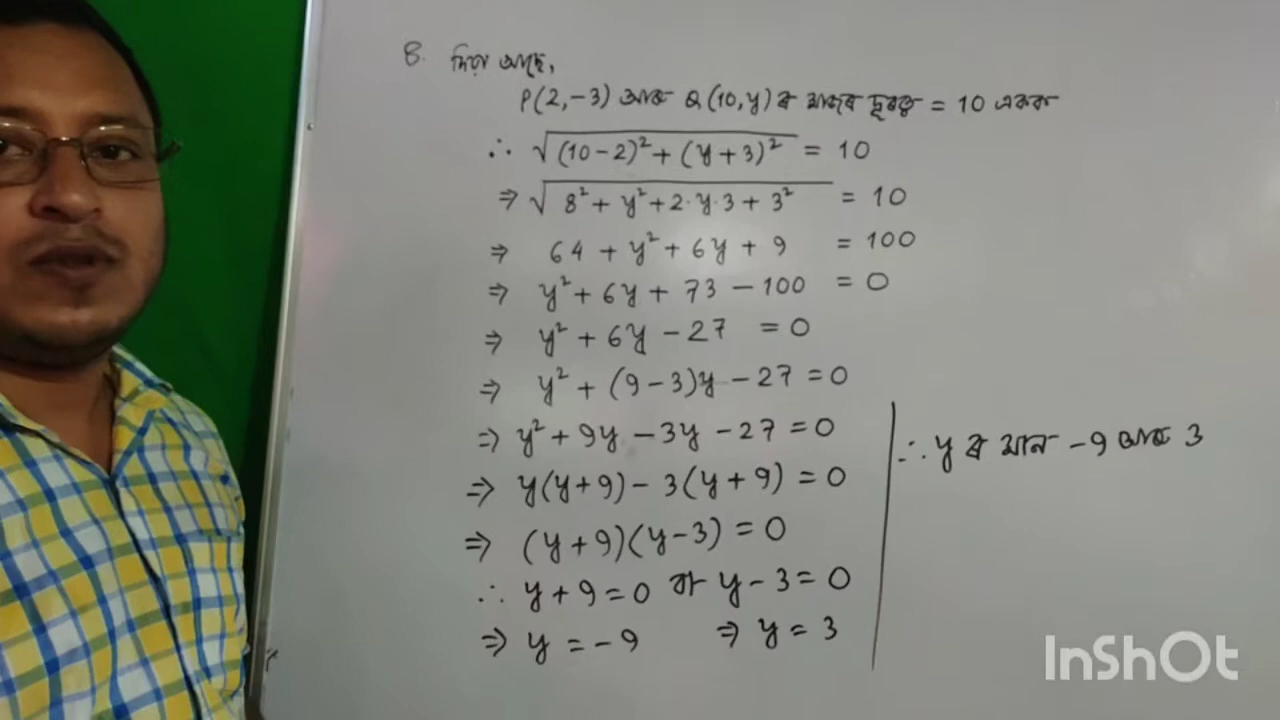 8. দিয়া আছে,
P(2,-3) আৰু Q(10,y) ৰ মাজৰ দূৰত্ব = 10 একক
∴ √(10-2)² + (y+3)² = 10
⇒ √8² + y² + 2·y·3 + 3² = 10
⇒ 64 + y² + 6y + 9 = 100
⇒ y² + 6y + 73 - 100 = 0
⇒ y² + 6y - 27 = 0
⇒ y² + (9-3)y - 27 = 0
⇒ y² + 9y - 3y - 27 = 0
⇒ y(y+9) - 3(y+9) = 0
⇒ (y+9)(y-3) = 0
∴ y+9=0 বা y-3=0
⇒ y = -9 ⇒ y = 3
∴ y ৰ মান -9 আৰু 3
InShOt